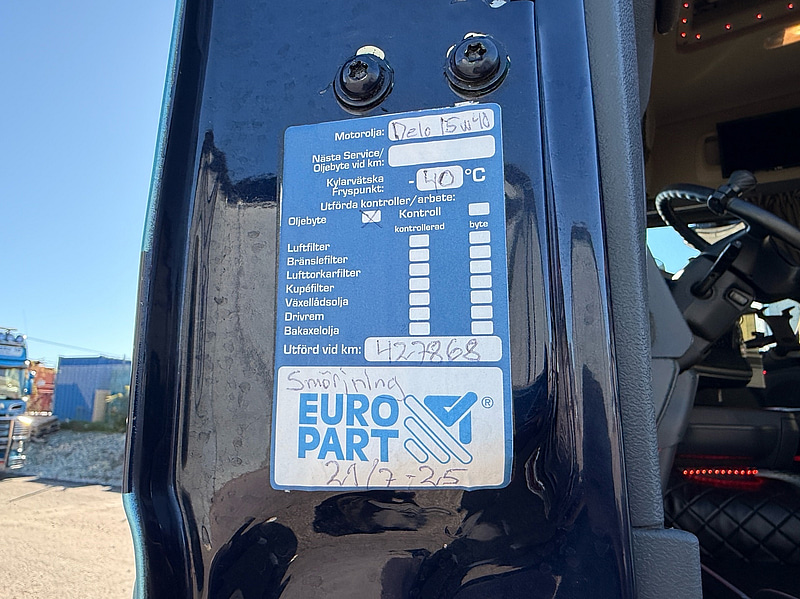 Motorolja: Delo 15w40
Nästa Service/
Oljebyte vid km:
Kylarvätska
Fryspunkt: -40 °C
Utförda kontroller/arbete:
Oljebyte Kontroll
kontrollerad byte
Luftfilter
Bränslefilter
Lufttorkarfilter
Kupéfilter
Växellådsolja
Drivrem
Bakaxelolja
Utförd vid km: 427868
Smörjning
EURO
PART ®
21/7-25